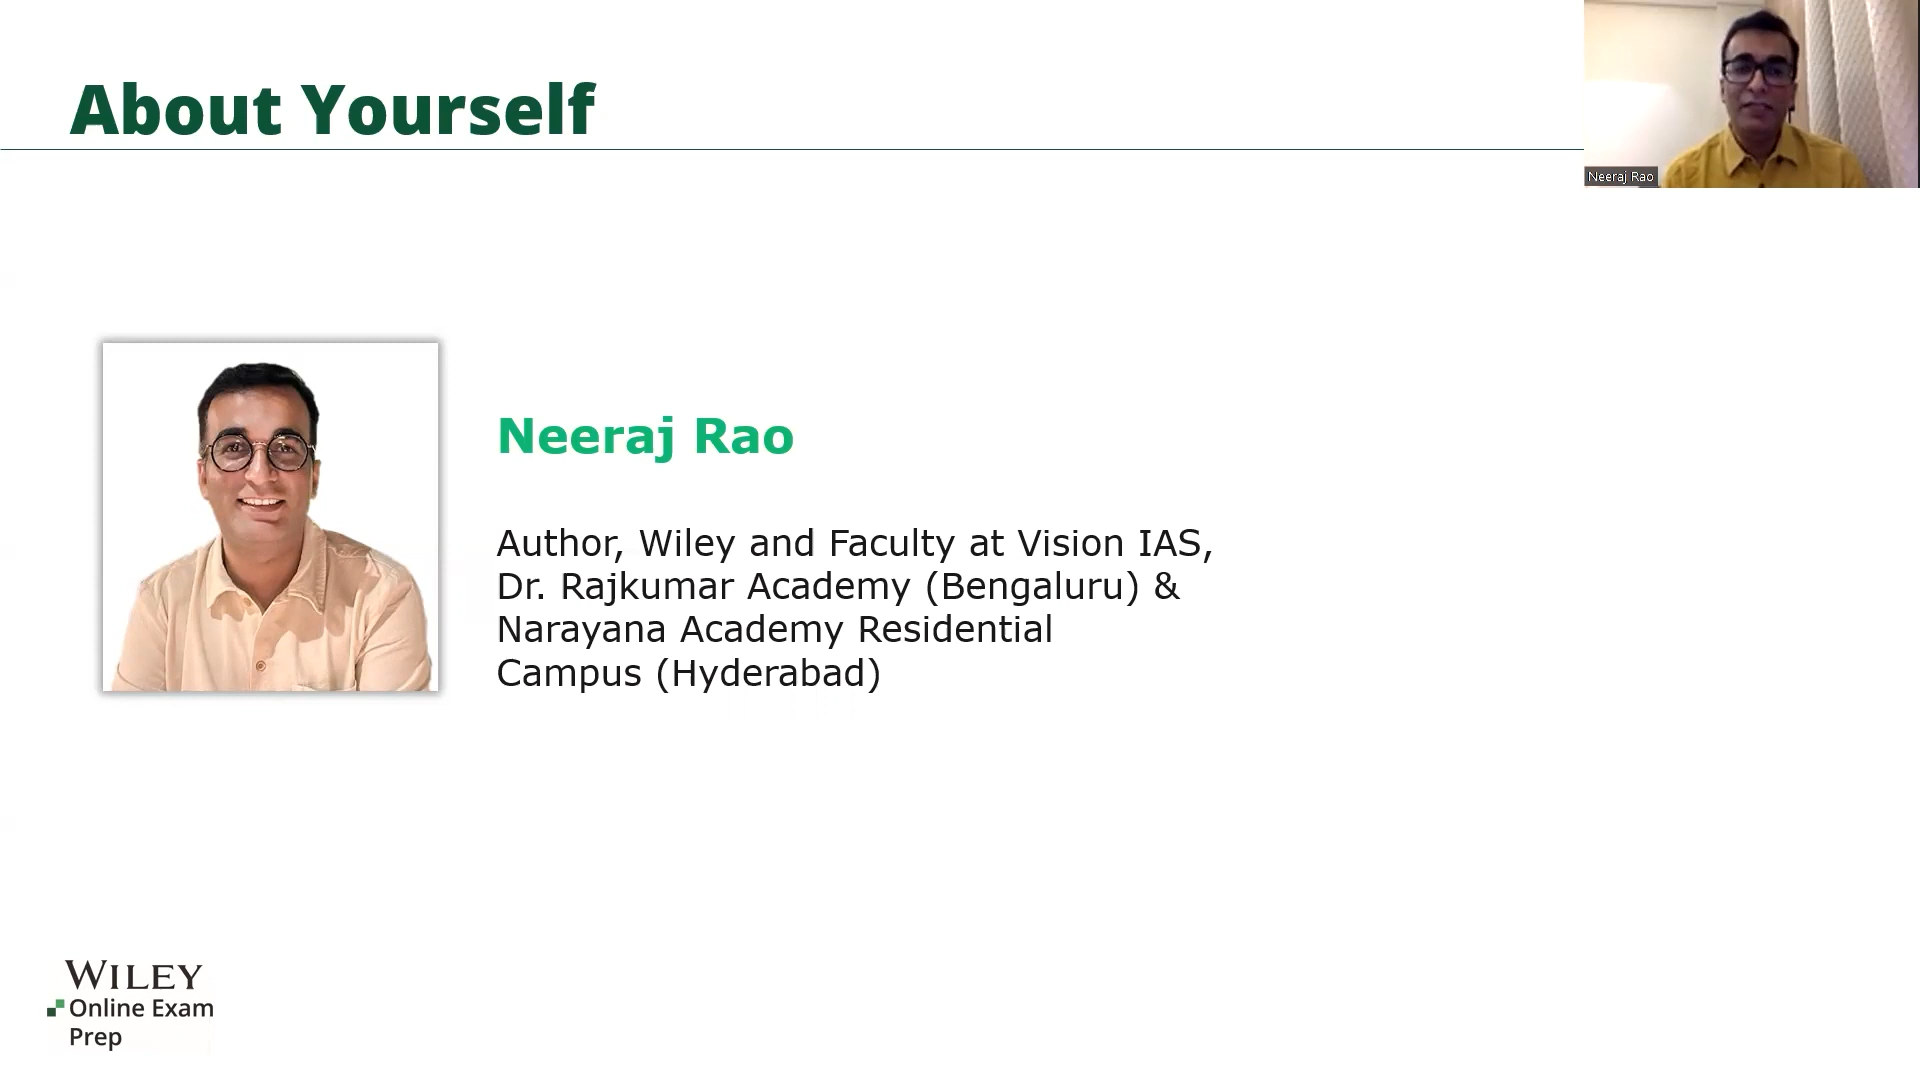 About Yourself
Neeraj Rao
Neeraj Rao
Author, Wiley and Faculty at Vision IAS,
Dr. Rajkumar Academy (Bengaluru) &
Narayana Academy Residential
Campus (Hyderabad)
WILEY
Online Exam
Prep